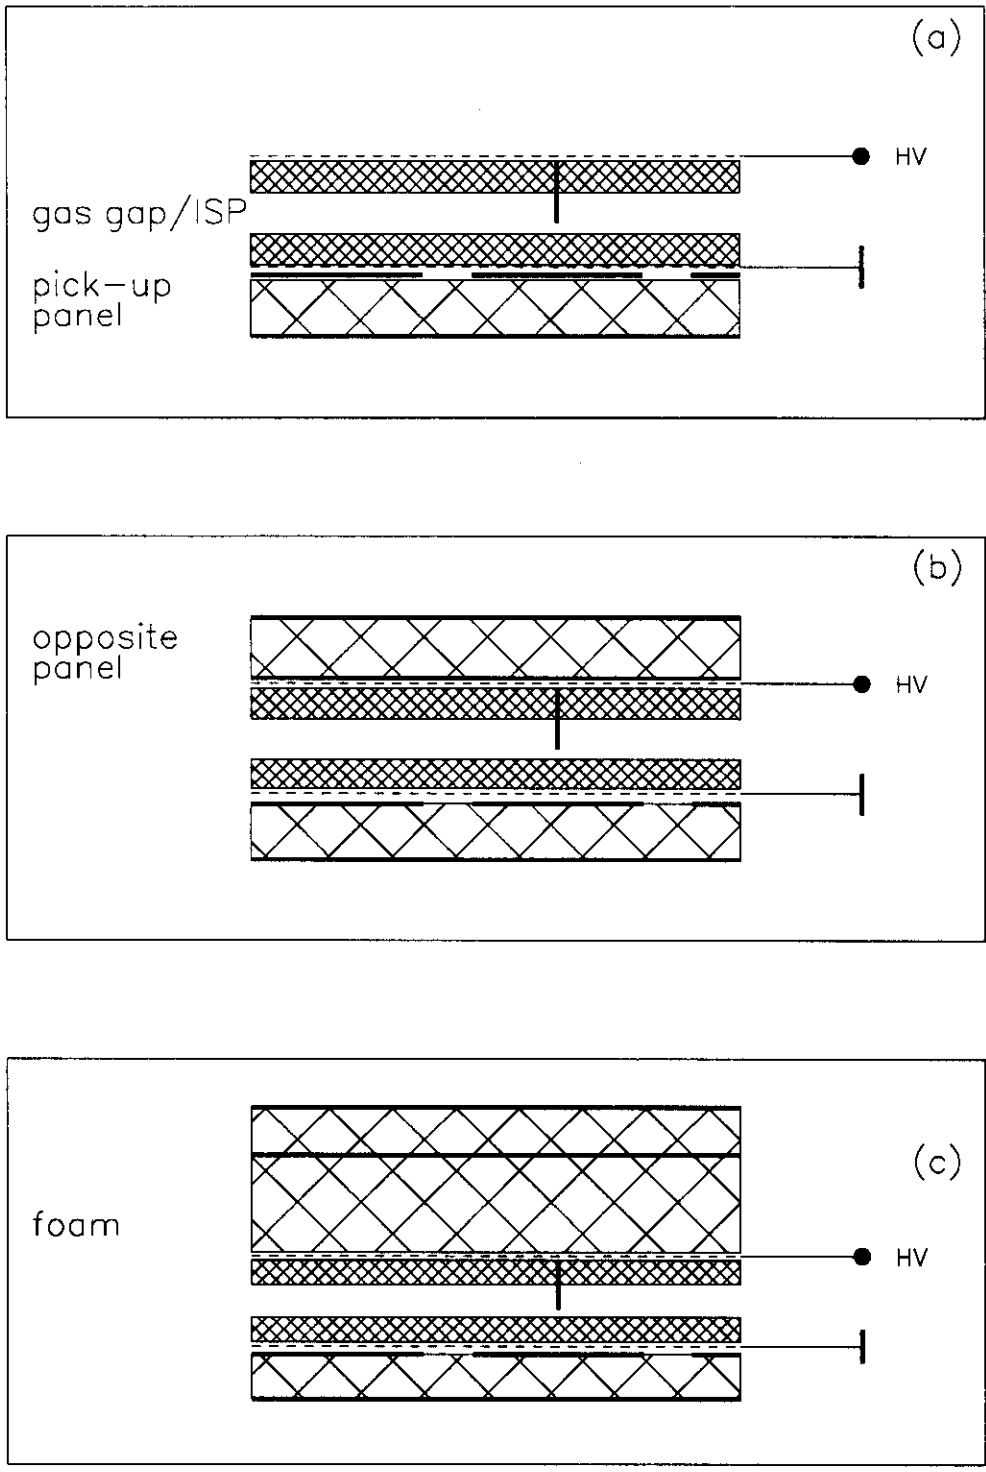 (a)
HV
gas gap/ISP
pick-up
panel
(b)
opposite
panel
HV
(c)
foam
HV